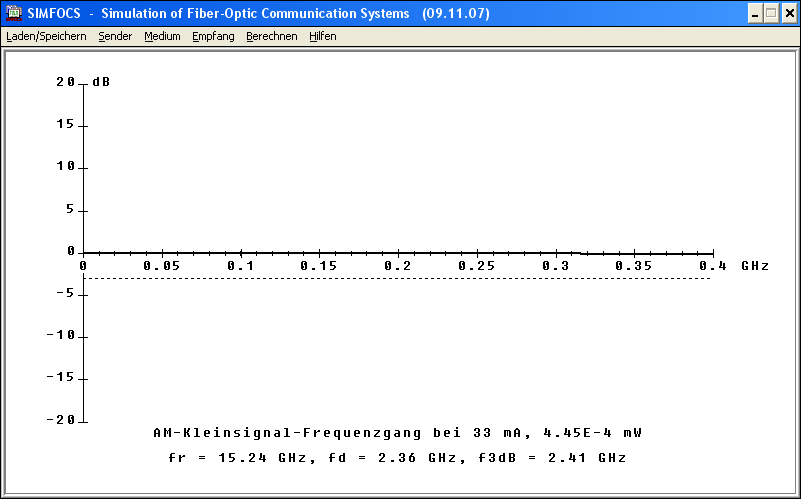 SIMFOCS - Simulation of Fiber-Optic Communication Systems (09.11.07)
Laden/Speichern Sender Medium Empfang Berechnen Hilfen
20 dB
15
10
5
0
0 0.05 0.1 0.15 0.2 0.25 0.3 0.35 0.4 GHz
-5
-10
-15
-20
AM-Kleinsignal-Frequenzgang bei 33 mA, 4.45E-4 mW
fr = 15.24 GHz, fd = 2.36 GHz, f3dB = 2.41 GHz